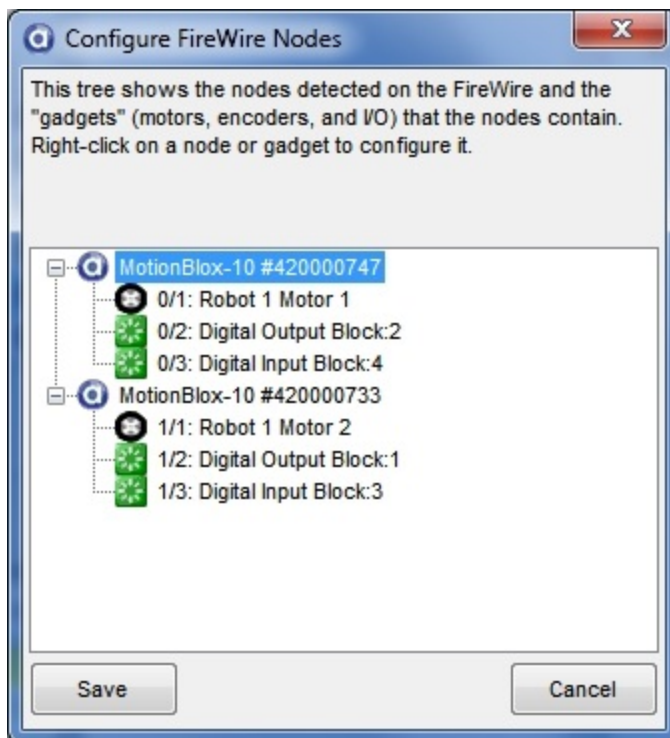 Configure FireWire Nodes
This tree shows the nodes detected on the FireWire and the
"gadgets" (motors, encoders, and I/O) that the nodes contain.
Right-click on a node or gadget to configure it.
MotionBlox-10 #420000747
0/1: Robot 1 Motor 1
0/2: Digital Output Block:2
0/3: Digital Input Block:4
MotionBlox-10 #420000733
1/1: Robot 1 Motor 2
1/2: Digital Output Block:1
1/3: Digital Input Block:3
Save Cancel